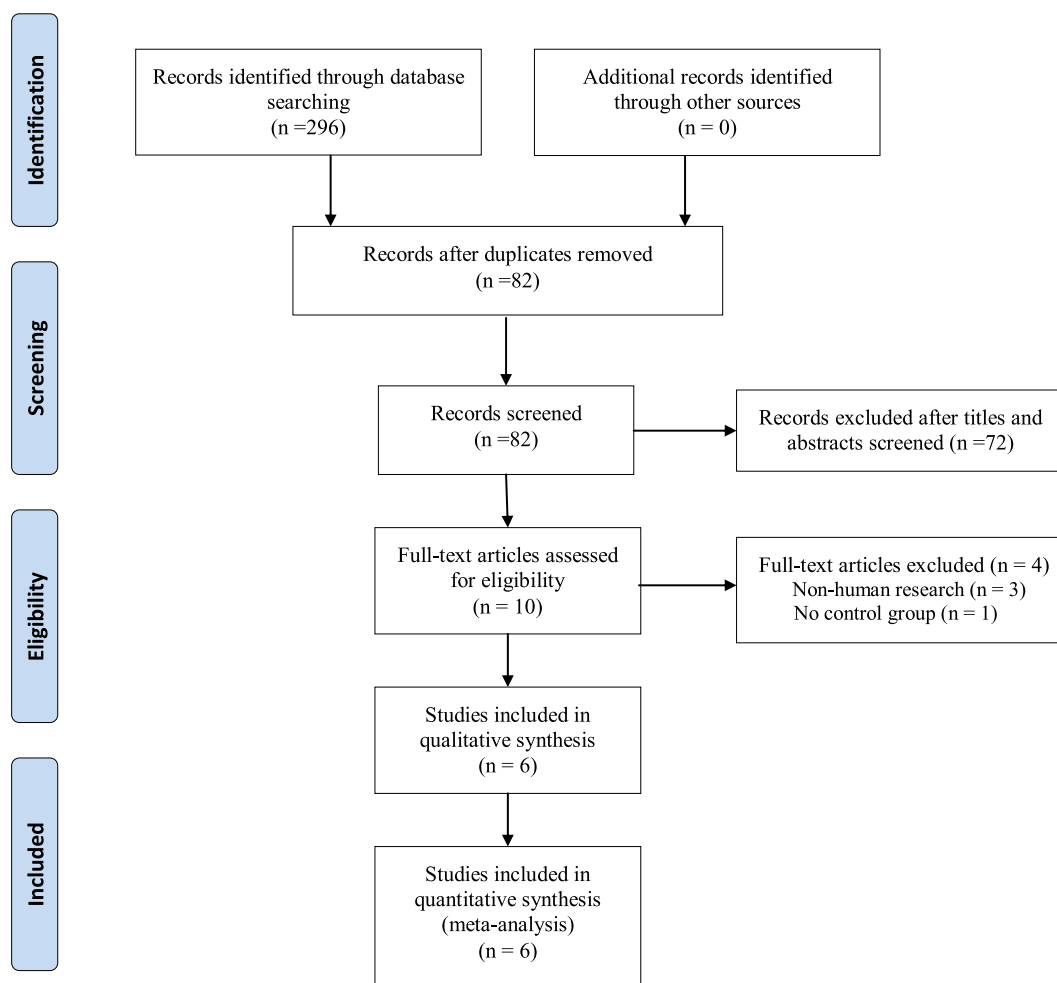 Identification
Records identified through database
searching
(n =296)
Additional records identified
through other sources
(n = 0)
Records after duplicates removed
(n =82)
Screening
Records screened
(n =82)
Records excluded after titles and
abstracts screened (n =72)
Eligibility
Full-text articles assessed
for eligibility
(n = 10)
Full-text articles excluded (n = 4)
Non-human research (n = 3)
No control group (n = 1)
Studies included in
qualitative synthesis
(n = 6)
Included
Studies included in
quantitative synthesis
(meta-analysis)
(n = 6)